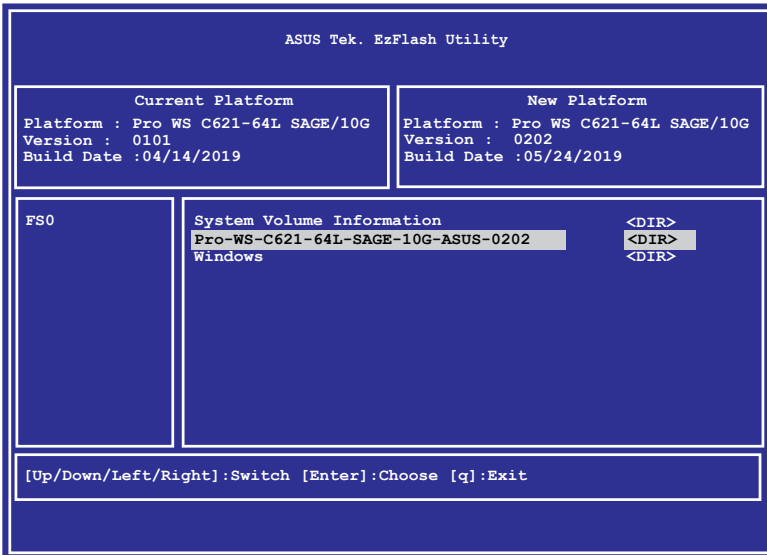 ASUS Tek. EzFlash Utility
Current Platform
Platform : Pro WS C621-64L SAGE/10G
Version : 0101
Build Date :04/14/2019
New Platform
Platform : Pro WS C621-64L SAGE/10G
Version : 0202
Build Date :05/24/2019
FS0
System Volume Information <DIR>
Pro-WS-C621-64L-SAGE-10G-ASUS-0202 <DIR>
Windows <DIR>
[Up/Down/Left/Right]:Switch [Enter]:Choose [q]:Exit